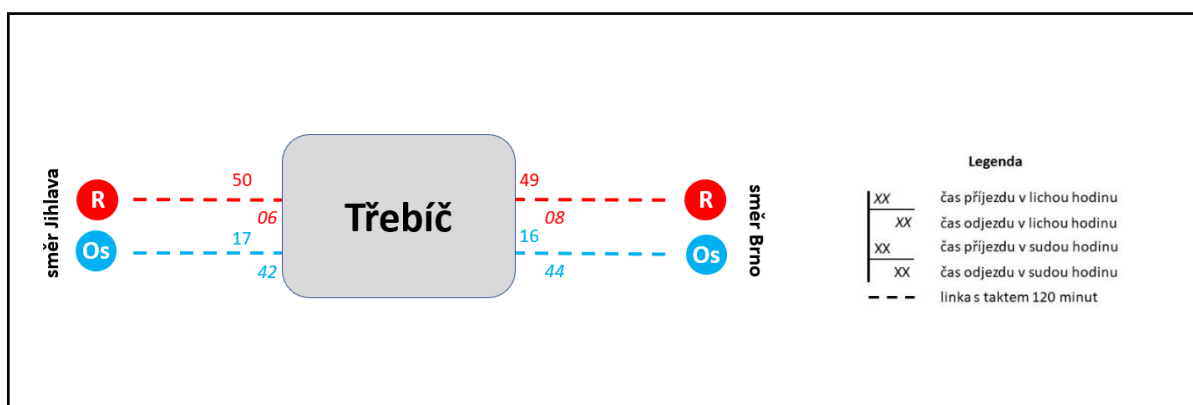 směr Jihlava
R
Os
50
06
17
42
Třebíč
49
08
16
44
R
Os
směr Brno
Legenda
XX čas příjezdu v lichou hodinu
XX čas odjezdu v lichou hodinu
XX čas příjezdu v sudou hodinu
XX čas odjezdu v sudou hodinu
linka s taktem 120 minut